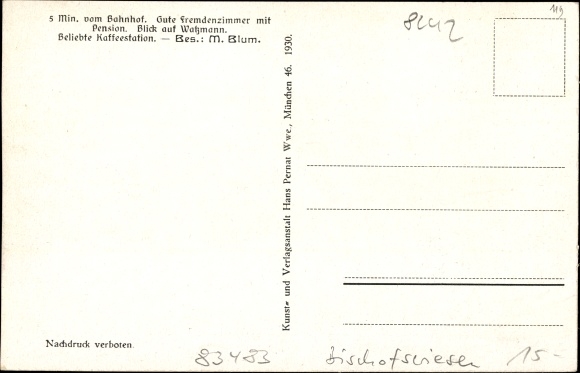 5 Min. vom Bahnhof. Gute Fremdenzimmer mit
Pension. Blick auf Watzmann.
Beliebte Kaffeestation. — Bes.: M. Blum.
Kunst- und Verlagsanstalt Hans Pernat Wwe., München 46. 1930.
119
Nachdruck verboten.
83483
Bischofswiesen
15-